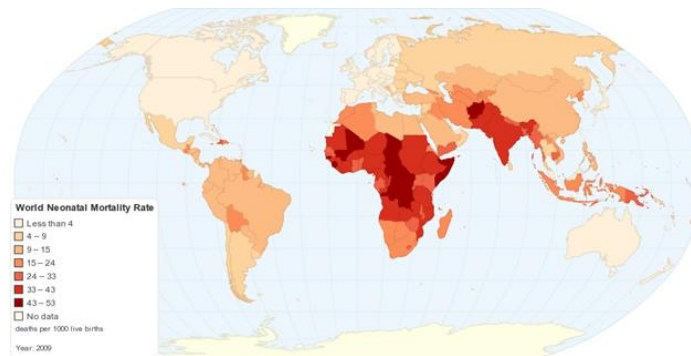 World Neonatal Mortality Rate
Less than 4
4 – 9
9 – 15
15 – 24
24 – 33
33 – 43
43 – 53
No data
deaths per 1000 live births
Year: 2009